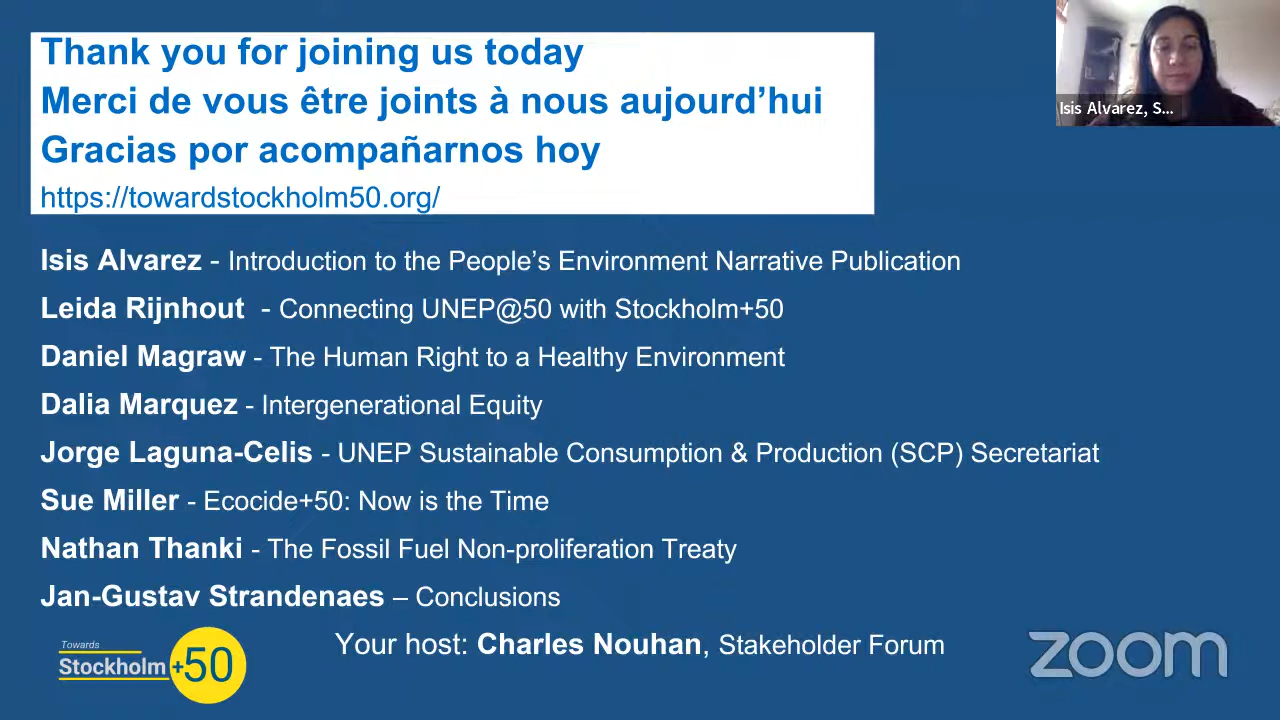 Thank you for joining us today
Merci de vous être joints à nous aujourd’hui
Gracias por acompañarnos hoy
https://towardstockholm50.org/
Isis Alvarez, S...
Isis Alvarez - Introduction to the People’s Environment Narrative Publication
Leida Rijnhout - Connecting UNEP@50 with Stockholm+50
Daniel Magraw - The Human Right to a Healthy Environment
Dalia Marquez - Intergenerational Equity
Jorge Laguna-Celis - UNEP Sustainable Consumption & Production (SCP) Secretariat
Sue Miller - Ecocide+50: Now is the Time
Nathan Thanki - The Fossil Fuel Non-proliferation Treaty
Jan-Gustav Strandenaes – Conclusions
Your host: Charles Nouhan, Stakeholder Forum
Towards
Stockholm+50
zoom